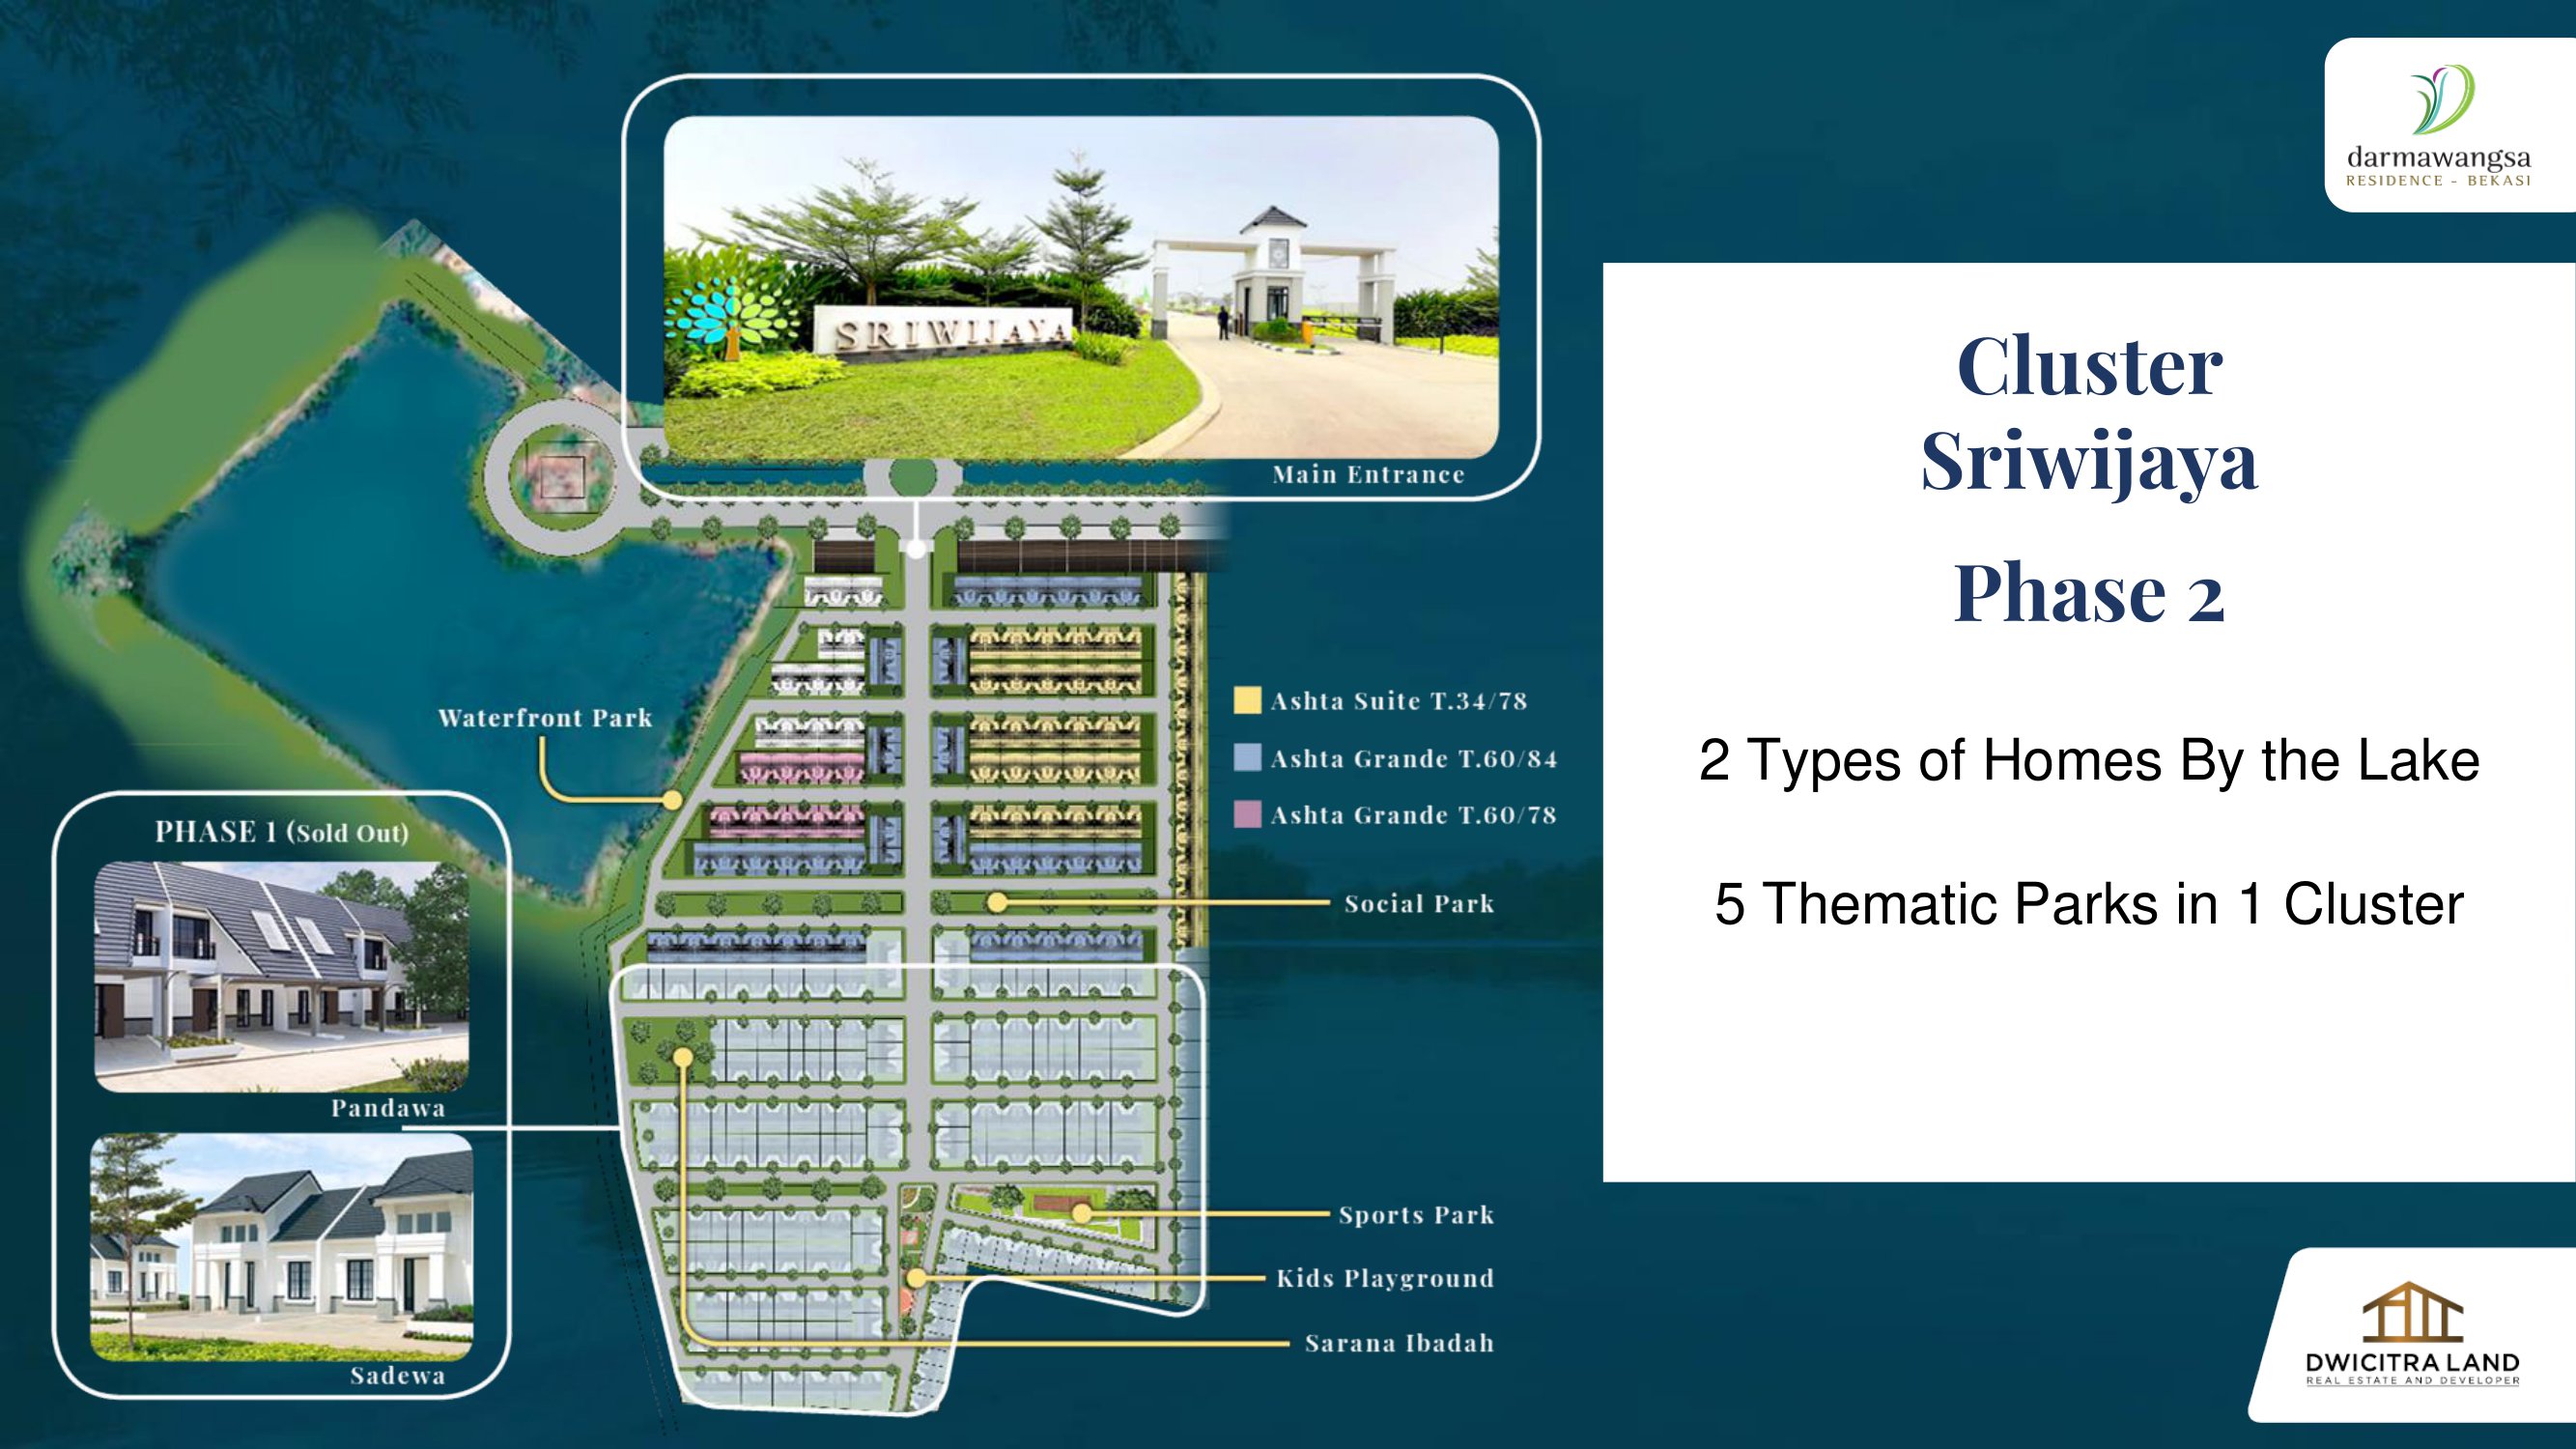 darmawangsa
RESIDENCE - BEKASI
SRIWIJAYA
Main Entrance
Cluster
Sriwijaya
Phase 2
2 Types of Homes By the Lake
5 Thematic Parks in 1 Cluster
Ashta Suite T.34/78
Ashta Grande T.60/84
Ashta Grande T.60/78
Waterfront Park
Social Park
PHASE 1 (Sold Out)
Pandawa
Sadewa
Sports Park
Kids Playground
Sarana Ibadah
DWICITRA LAND
REAL ESTATE AND DEVELOPER